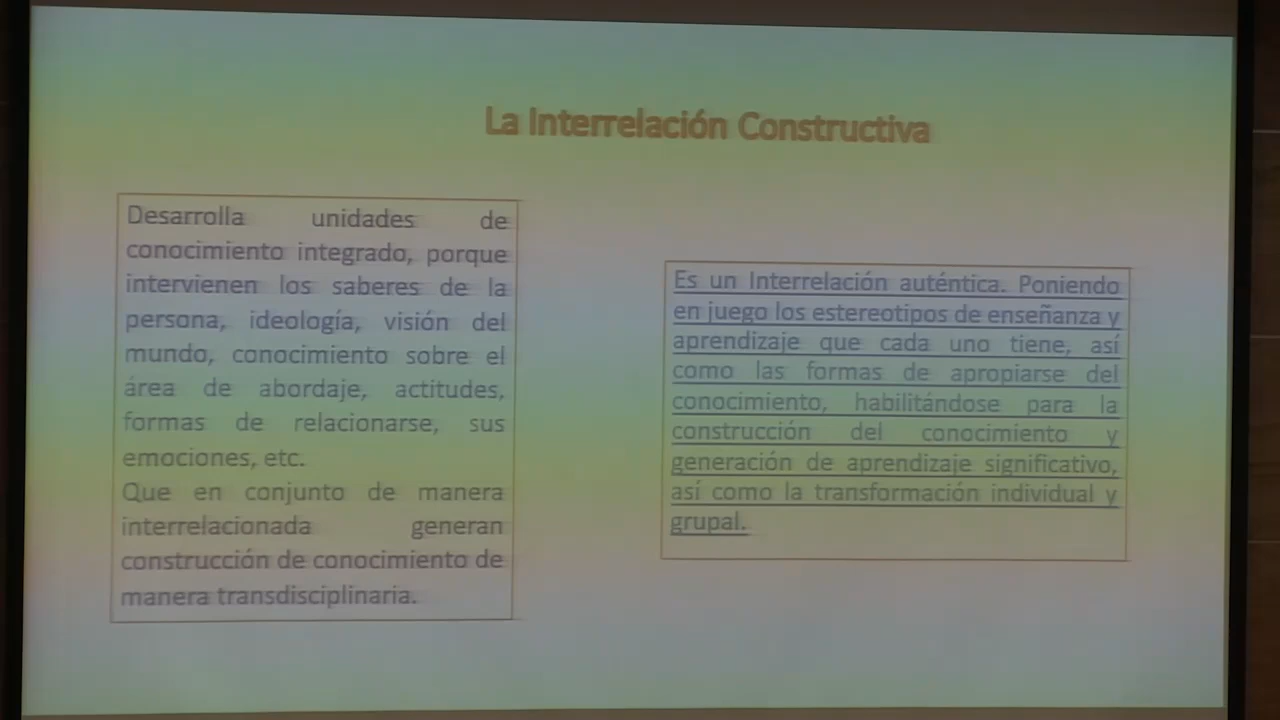 La Interrelación Constructiva
Desarrolla unidades de
conocimiento integrado, porque
intervienen los saberes de la
persona, ideología, visión del
mundo, conocimiento sobre el
área de abordaje, actitudes,
formas de relacionarse, sus
emociones, etc.
Que en conjunto de manera
interrelacionada generan
construcción de conocimiento de
manera transdisciplinaria.
Es un Interrelación auténtica. Poniendo
en juego los estereotipos de enseñanza y
aprendizaje que cada uno tiene, así
como las formas de apropiarse del
conocimiento, habilitándose para la
construcción del conocimiento y
generación de aprendizaje significativo,
así como la transformación individual y
grupal.